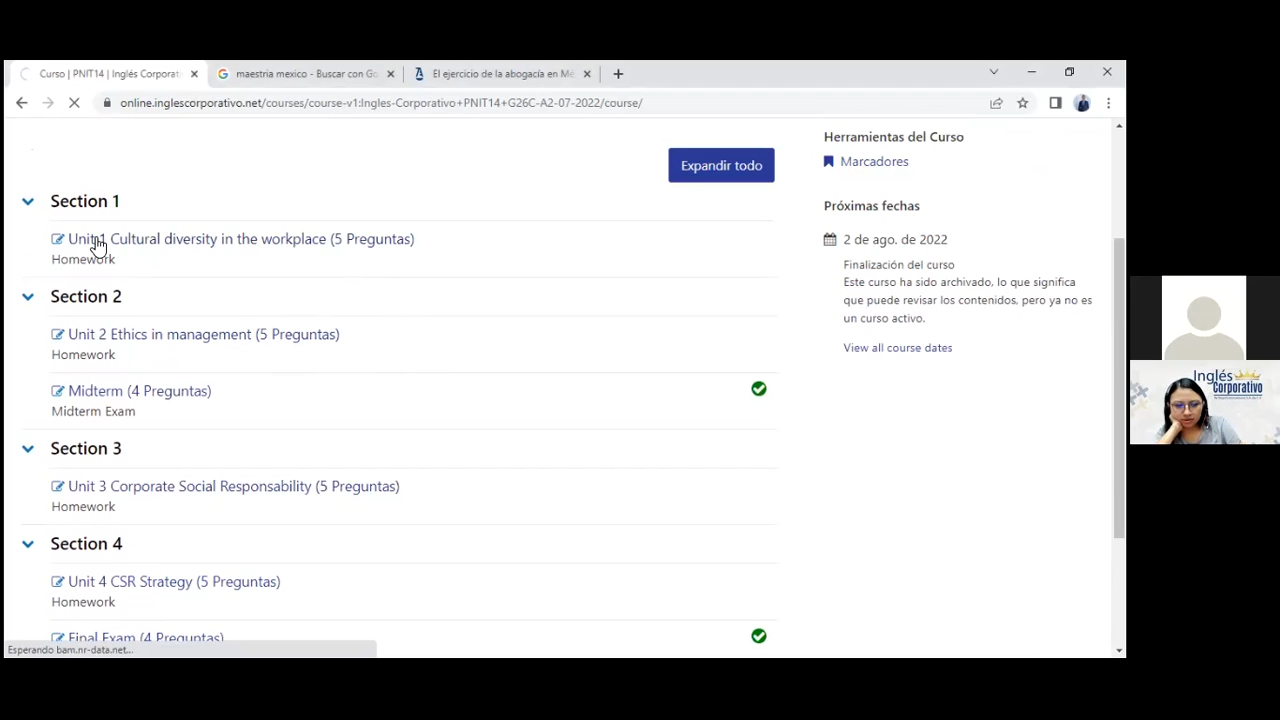 Curso | PNIT14 | Inglés Corporat
maestria mexico - Buscar con Go
El ejercicio de la abogacía en Mé
online.inglescorporativo.net/courses/course-v1:Ingles-Corporativo+PNIT14+G26C-A2-07-2022/course/
Expandir todo
Section 1
Unit 1 Cultural diversity in the workplace (5 Preguntas)
Homework
Section 2
Unit 2 Ethics in management (5 Preguntas)
Homework
Midterm (4 Preguntas)
Midterm Exam
Section 3
Unit 3 Corporate Social Responsability (5 Preguntas)
Homework
Section 4
Unit 4 CSR Strategy (5 Preguntas)
Homework
Final Exam (4 Preguntas)
Esperando bam.nr-data.net...
Herramientas del Curso
Marcadores
Próximas fechas
2 de ago. de 2022
Finalización del curso
Este curso ha sido archivado, lo que significa
que puede revisar los contenidos, pero ya no es
un curso activo.
View all course dates
Inglés
Corporativo